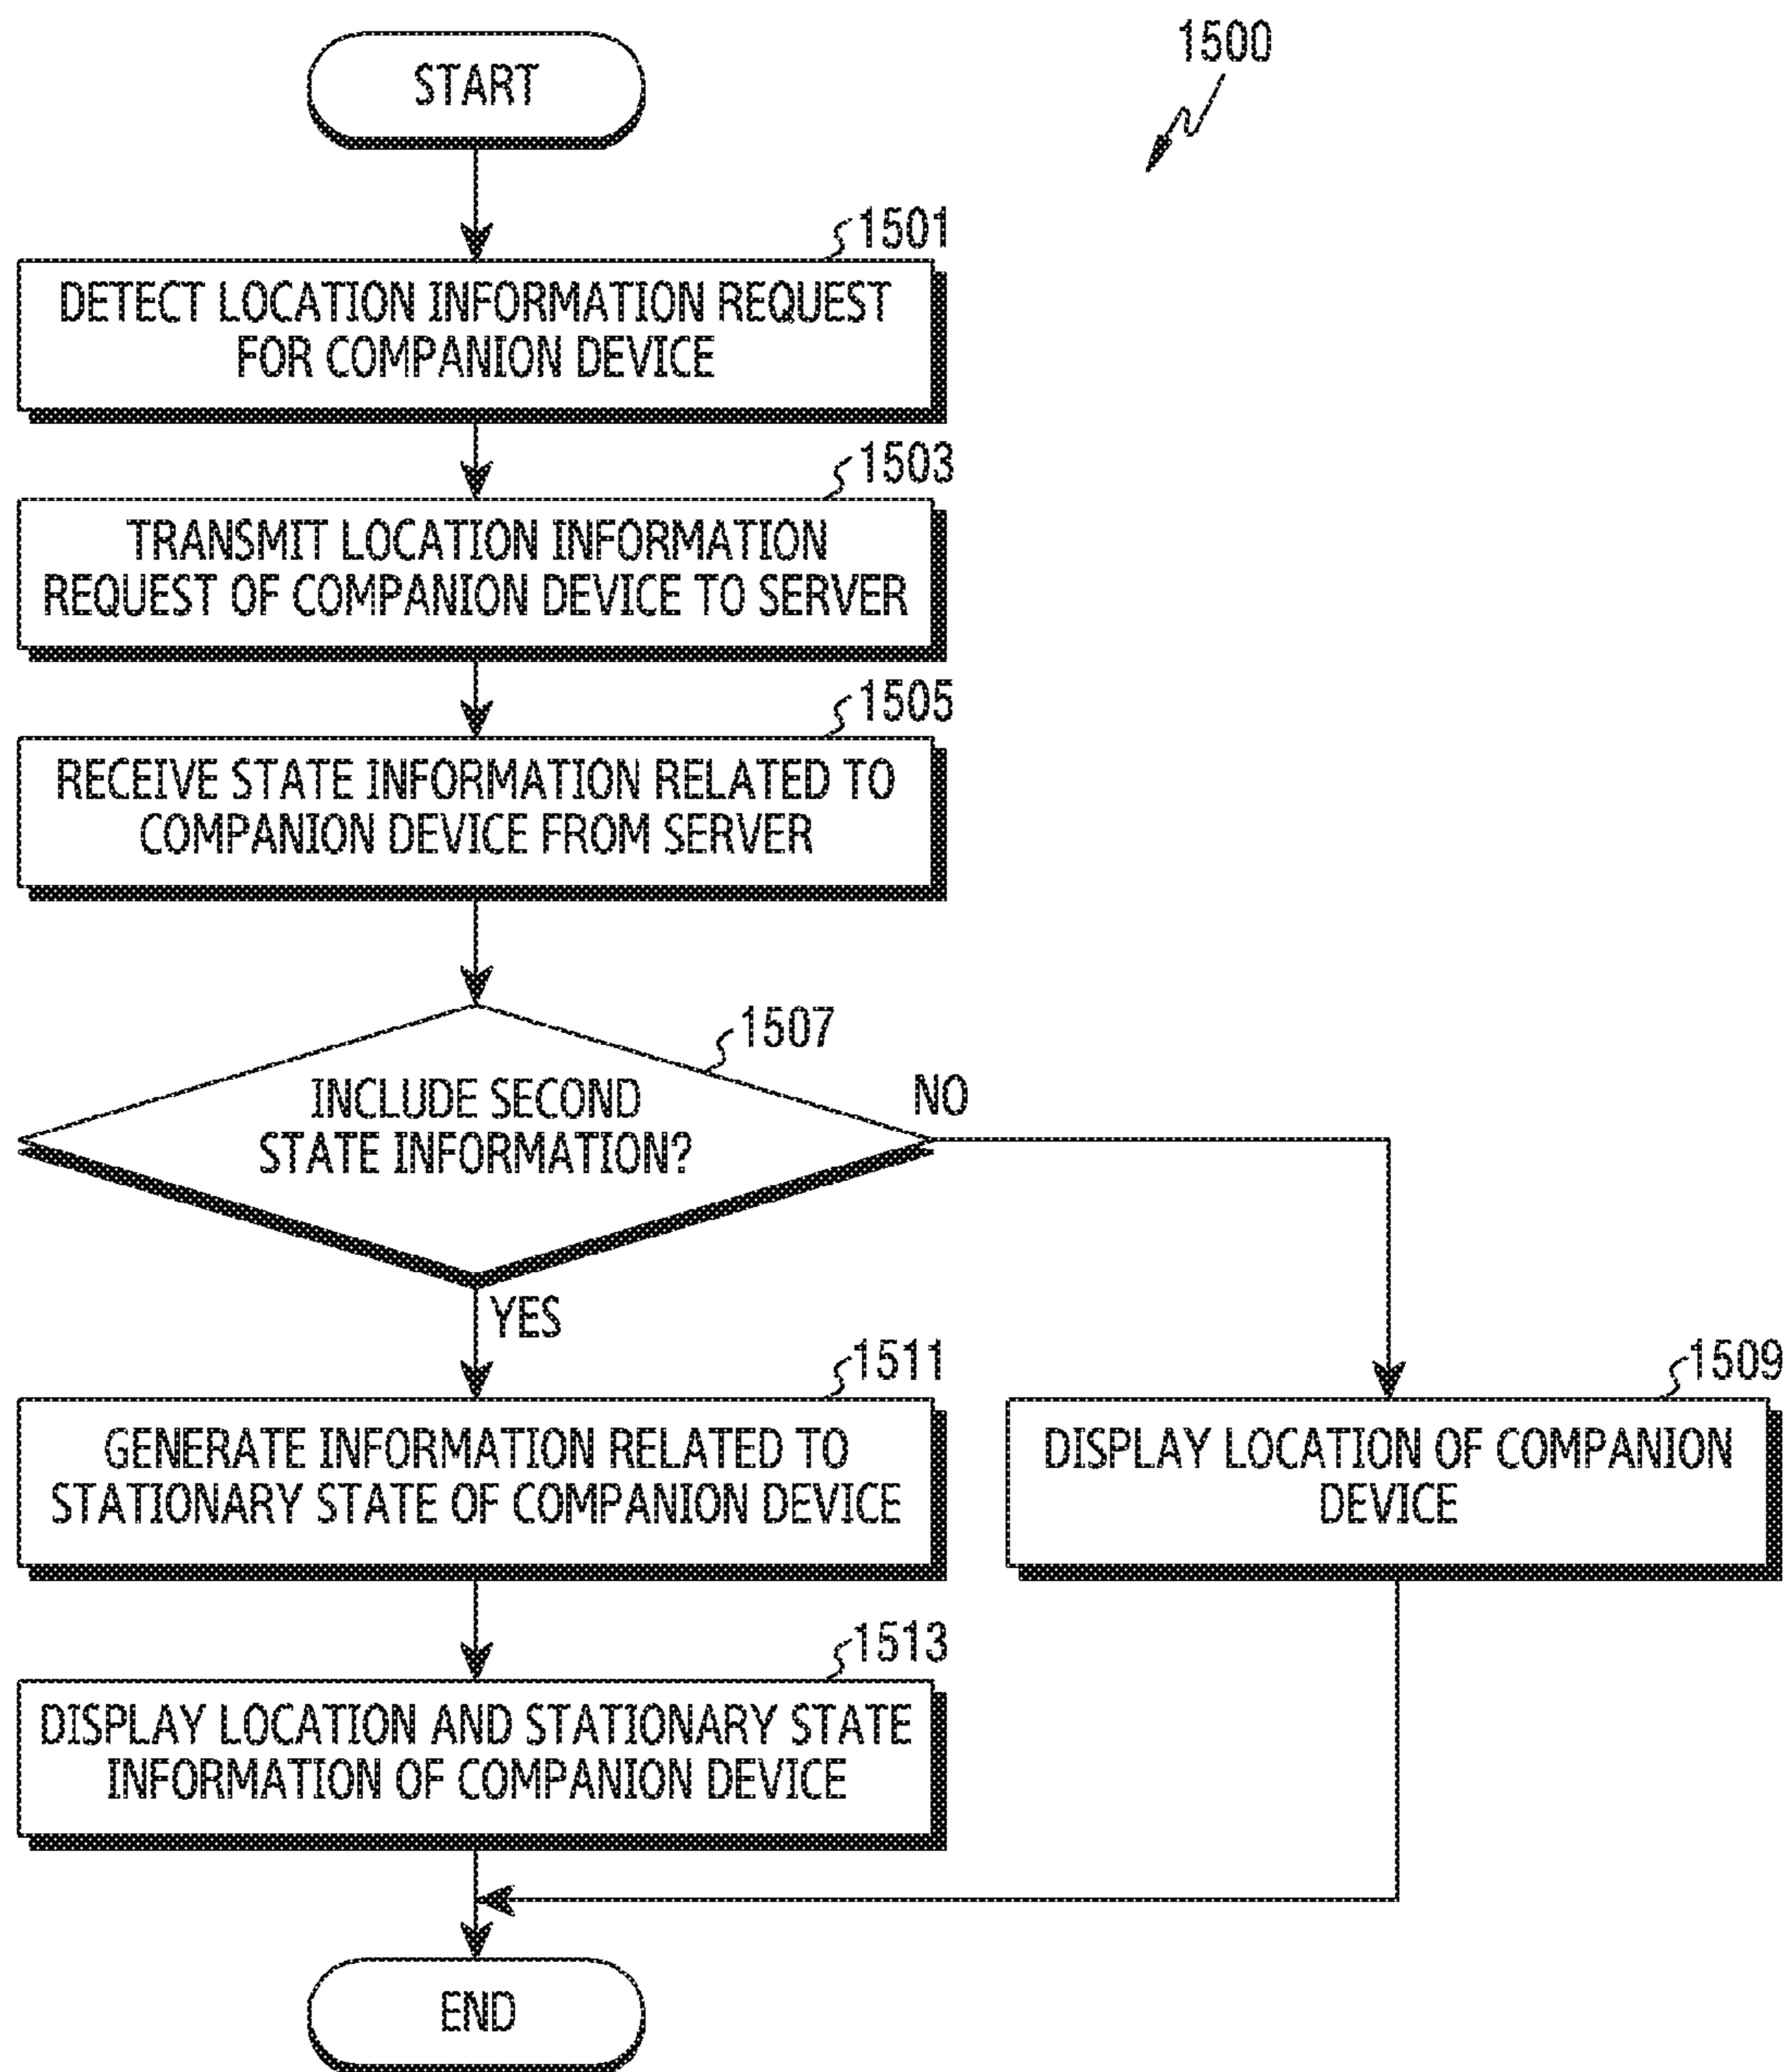 START
1500
1501
DETECT LOCATION INFORMATION REQUEST
FOR COMPANION DEVICE
1503
TRANSMIT LOCATION INFORMATION
REQUEST OF COMPANION DEVICE TO SERVER
1505
RECEIVE STATE INFORMATION RELATED TO
COMPANION DEVICE FROM SERVER
1507
INCLUDE SECOND
STATE INFORMATION?
NO
YES
1511
GENERATE INFORMATION RELATED TO
STATIONARY STATE OF COMPANION DEVICE
1509
DISPLAY LOCATION OF COMPANION
DEVICE
1513
DISPLAY LOCATION AND STATIONARY STATE
INFORMATION OF COMPANION DEVICE
END